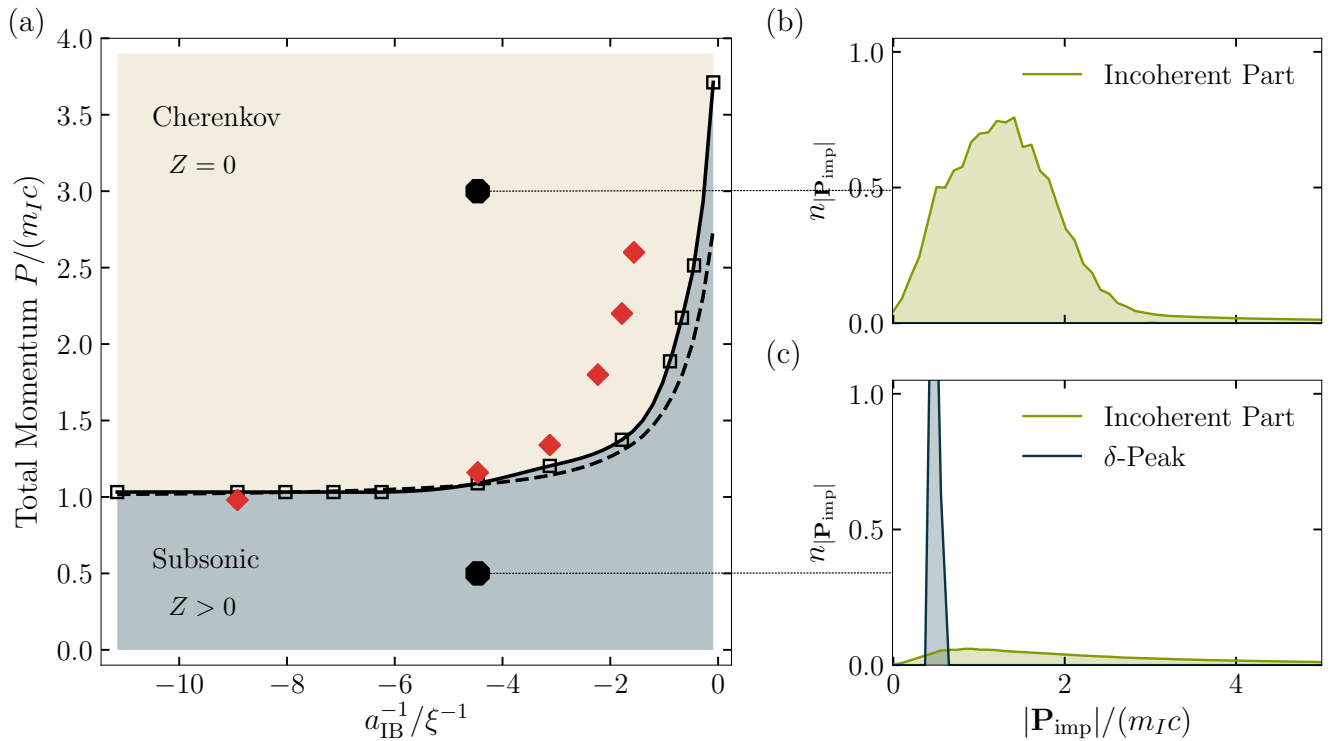 (a)
Total Momentum P/(m_I c)
4.0
3.5
3.0
2.5
2.0
1.5
1.0
0.5
0.0
Cherenkov
Z = 0
Subsonic
Z > 0
−10
−8
−6
−4
−2
0
a_IB^−1/ξ^−1
(b)
n_|P_imp|
1.0
0.5
0.0
Incoherent Part
(c)
n_|P_imp|
1.0
0.5
0.0
Incoherent Part
δ-Peak
0
2
4
|P_imp|/(m_I c)